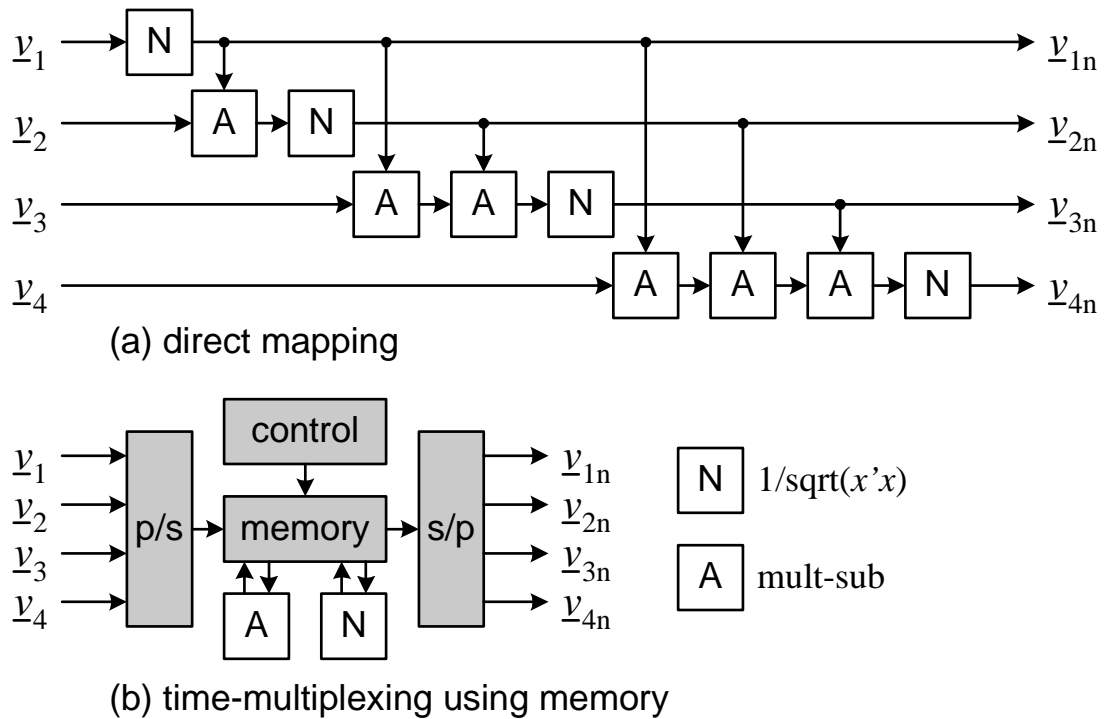 v1 N v1n
v2 A N v2n
v3 A A N v3n
v4 A A A N v4n
(a) direct mapping
control
v1 v1n
v2 v2n
p/s memory s/p
v3 v3n
v4 v4n
A N
N 1/sqrt(x’x)
A mult-sub
(b) time-multiplexing using memory